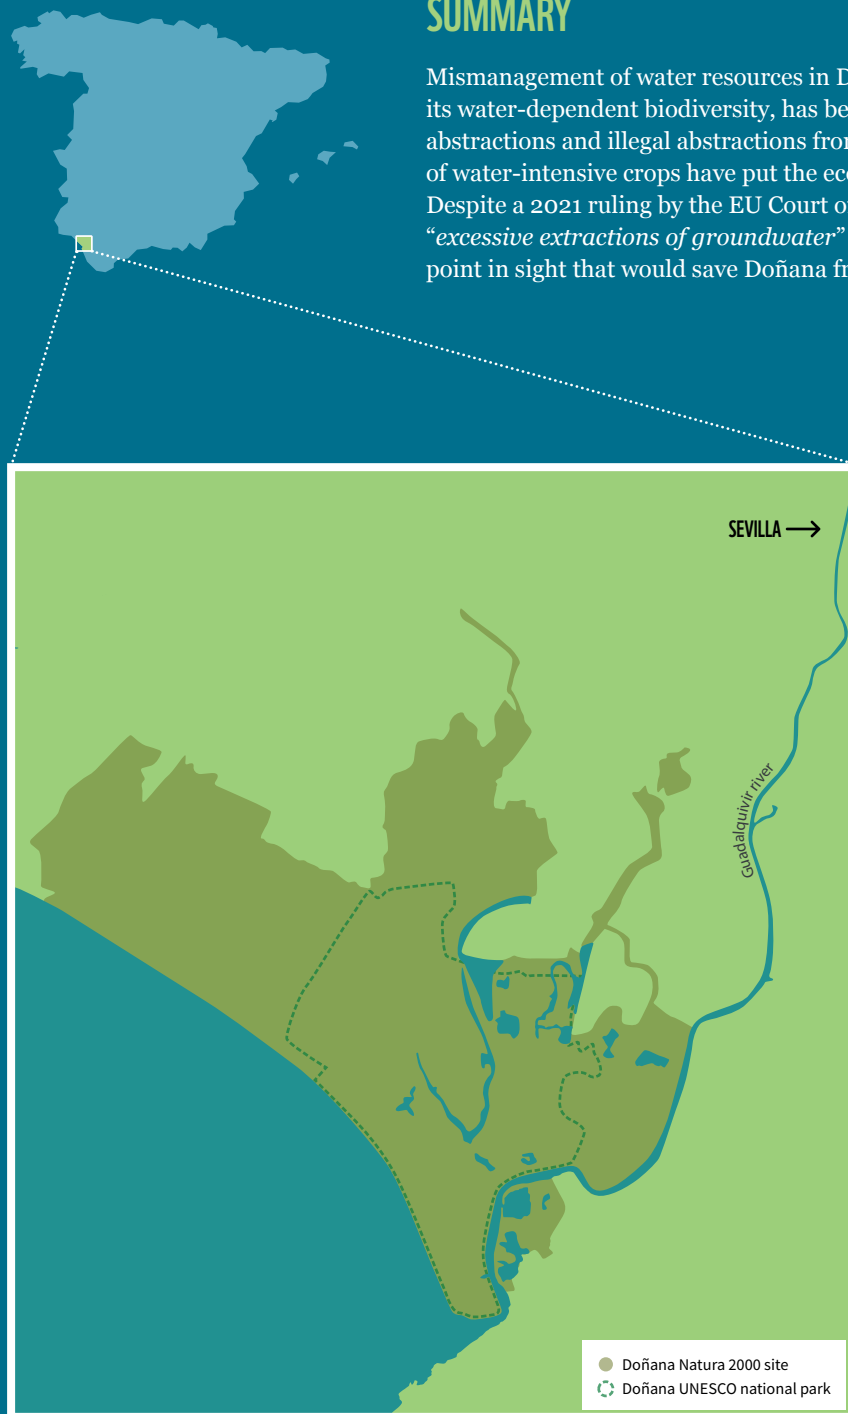 SUMMARY
Mismanagement of water resources in D
its water-dependent biodiversity, has be
abstractions and illegal abstractions fro
of water-intensive crops have put the ec
Despite a 2021 ruling by the EU Court o
“excessive extractions of groundwater”
point in sight that would save Doñana fr
SEVILLA
Guadalquivir river
Doñana Natura 2000 site
Doñana UNESCO national park